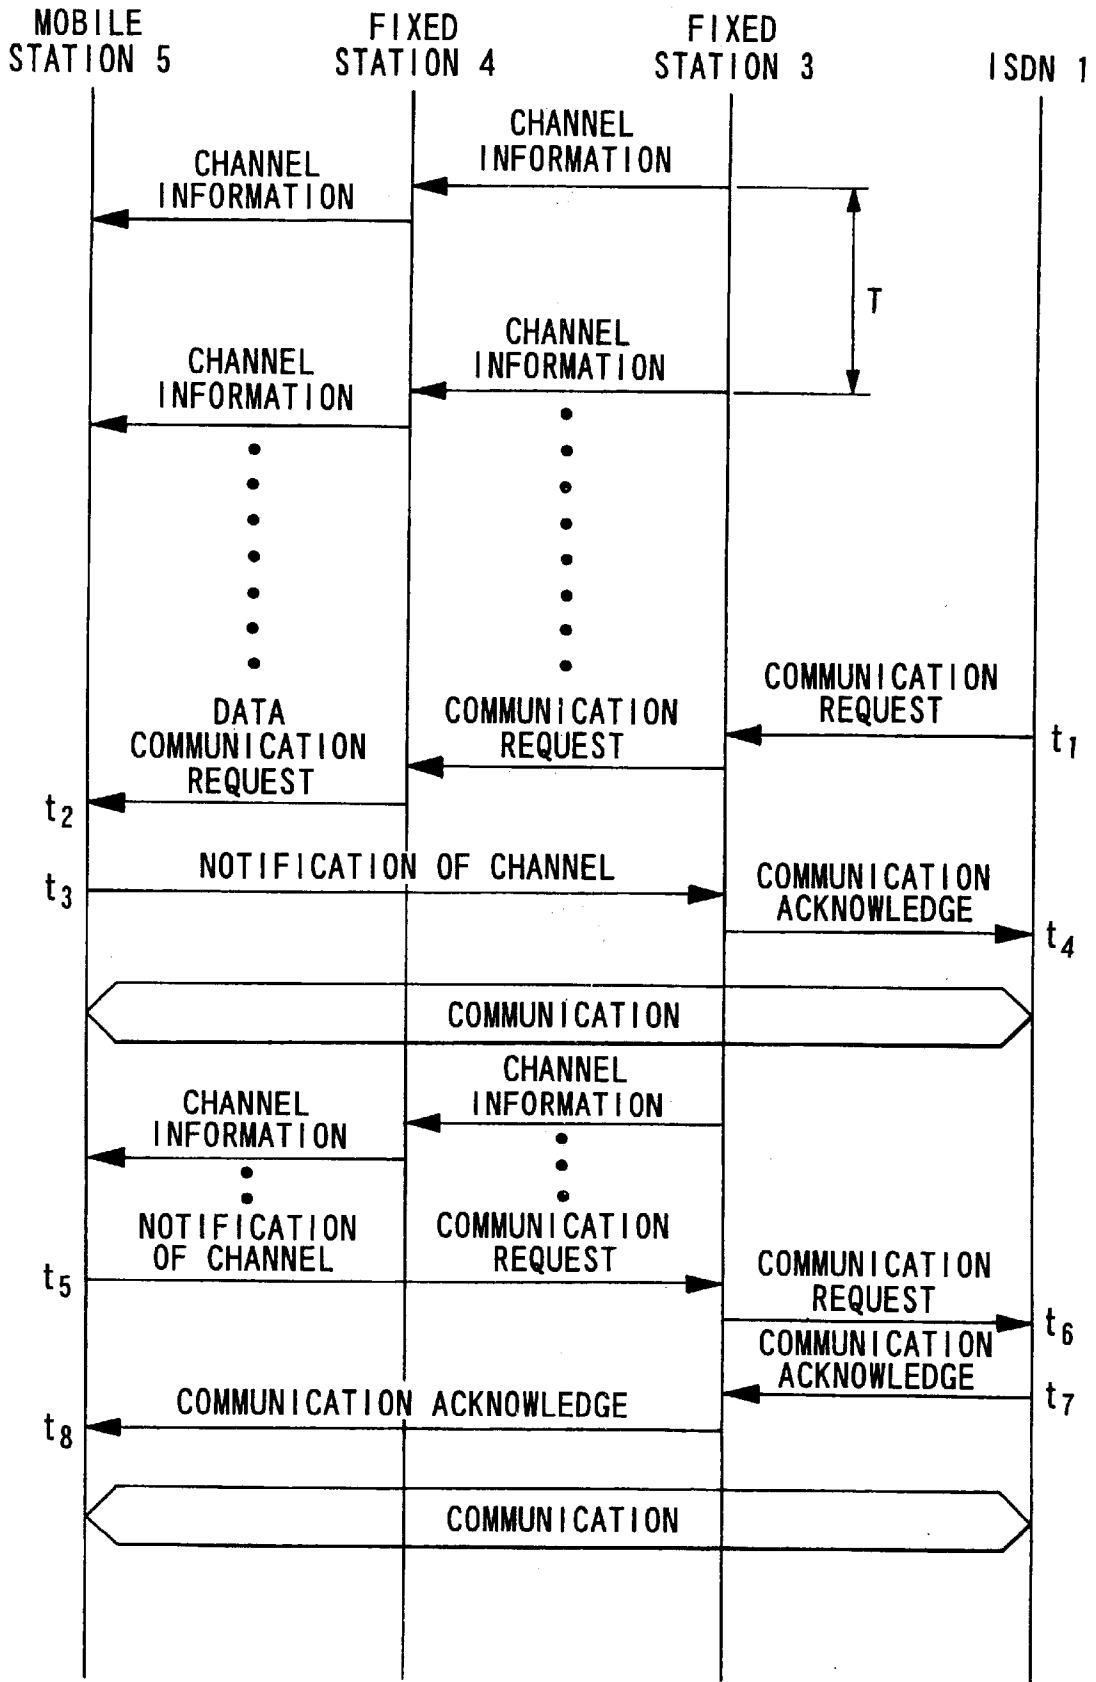 MOBILE
STATION 5
FIXED
STATION 4
FIXED
STATION 3
ISDN 1
CHANNEL
INFORMATION
CHANNEL
INFORMATION
T
CHANNEL
INFORMATION
CHANNEL
INFORMATION
COMMUNICATION
REQUEST
t1
COMMUNICATION
REQUEST
DATA
COMMUNICATION
REQUEST
t2
NOTIFICATION OF CHANNEL
t3
COMMUNICATION
ACKNOWLEDGE
t4
COMMUNICATION
CHANNEL
INFORMATION
CHANNEL
INFORMATION
NOTIFICATION
OF CHANNEL
COMMUNICATION
REQUEST
t5
COMMUNICATION
REQUEST
t6
COMMUNICATION
ACKNOWLEDGE
t7
COMMUNICATION ACKNOWLEDGE
t8
COMMUNICATION